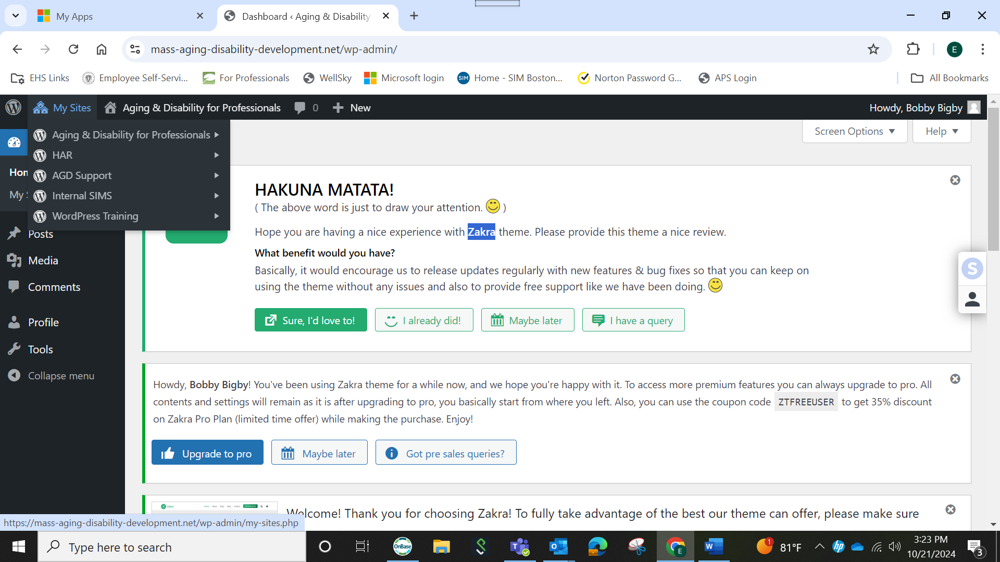 My Apps
Dashboard ‹ Aging & Disability
mass-aging-disability-development.net/wp-admin/
E
EHS Links
Employee Self-Servi...
For Professionals
WellSky
Microsoft login
SIM
Home - SIM Boston...
Norton Password G...
APS Login
All Bookmarks
My Sites
Aging & Disability for Professionals
0
New
Howdy, Bobby Bigby
Aging & Disability for Professionals
HAR
AGD Support
Internal SIMS
WordPress Training
Screen Options
Help
Hom
My S
Posts
Media
Comments
Profile
Tools
Collapse menu
HAKUNA MATATA!
( The above word is just to draw your attention. )
Hope you are having a nice experience with Zakra theme. Please provide this theme a nice review.
What benefit would you have?
Basically, it would encourage us to release updates regularly with new features & bug fixes so that you can keep on
using the theme without any issues and also to provide free support like we have been doing.
Sure, I'd love to!
I already did!
Maybe later
I have a query
S
Howdy, Bobby Bigby! You've been using Zakra theme for a while now, and we hope you're happy with it. To access more premium features you can always upgrade to pro. All
contents and settings will remain as it is after upgrading to pro, you basically start from where you left. Also, you can use the coupon code ZTFREEUSER to get 35% discount
on Zakra Pro Plan (limited time offer) while making the purchase. Enjoy!
Upgrade to pro
Maybe later
Got pre sales queries?
Zakra
Welcome! Thank you for choosing Zakra! To fully take advantage of the best our theme can offer, please make sure
https://mass-aging-disability-development.net/wp-admin/my-sites.php
Type here to search
OnBase
E
1
81°F
hp
3:23 PM
10/21/2024
3